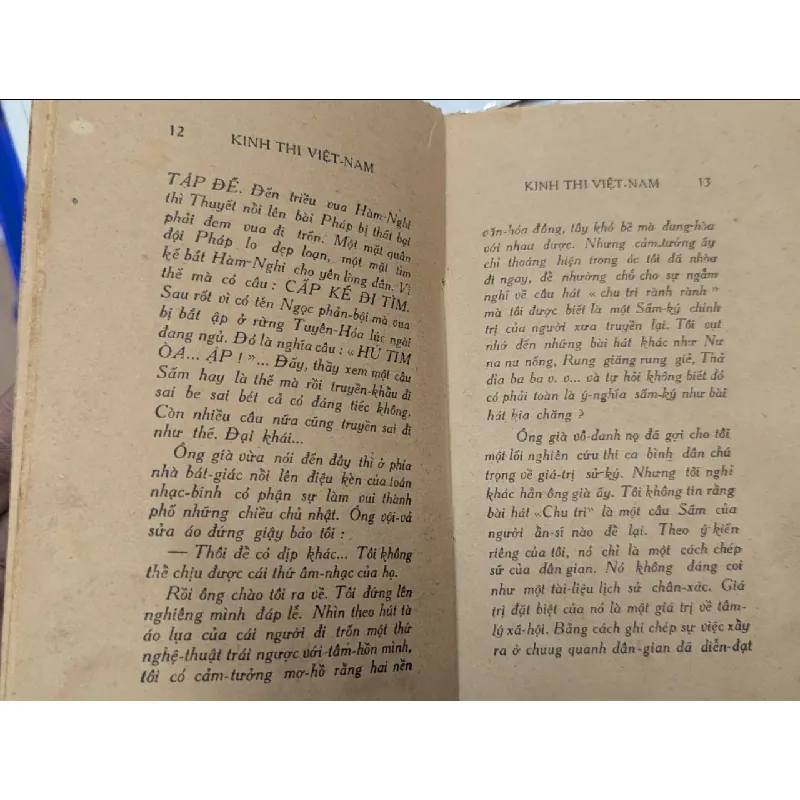 12
KINH THI VIỆT-NAM
TẬP ĐẾ. Đến triều vua Hàm-Nghi
thì Thuyết nồi lên bài Pháp bị thất bại
phải đem vua đi trốn. Một mặt quân
đội Pháp lo dẹp loạn, một mặt tìm
kế bắt Hàm-Nghi cho yên lòng dân. Vì
thế mà có câu : CẤP KẾ ĐI TÌM.
Sau rốt vì có tên Ngọc phản-bội mà vua
bị bắt ập ở rừng Tuyên-Hóa lúc ngài
đang ngủ. Đó là nghĩa câu : «HÚ TIM
ÒA... ẬP ! »... Đấy, thầy xem một câu
Sấm hay là thế mà rồi truyền-khẩu đi
sai be sai bét cả có đáng tiếc không.
Còn nhiều câu nữa cũng truyền sai đi
như thế. Đại khái...
Ông già vừa nói đến đây thì ở phía
nhà bát-giác nồi lên điệu kèn của toán
nhạc-binh có phận sự làm vui thành
phố những chiều chủ nhật. Ông vội-vả
sửa áo đứng giậy bảo tôi :
— Thôi đề có dịp khác... Tôi không
thề chịu được cái thứ âm-nhạc của họ.
Rồi ông chào tôi ra về. Tôi đứng lên
nghiêng mình đáp lễ. Nhìn theo hút tà
áo lụa của cái người đi trốn một thứ
nghệ-thuật trái ngược với tâm-hồn mình,
tôi có cảm-tưởng mơ-hồ rằng hai nền
KINH THI VIỆT-NAM 13
văn-hóa đông, tây khó bề mà dung-hòa
với nhau được. Nhưng cảm-tưởng ấy
chỉ thoáng hiện trong óc tôi đã nhòa
đi ngay, đề nhường chỗ cho sự ngẫm
nghĩ về câu hát « chu tri rành rành »
mà tôi được biết là một Sấm-ký chính
trị của người xưa truyền lại. Tôi vụt
nhớ đến những bài hát khác như Nu
na nu nống, Rung giăng rung giẻ, Thả
đỉa ba ba v. v... và tự hỏi không biết đó
có phải toàn là ý-nghĩa sấm-ký như bài
hát kia chăng ?
Ông già vô-danh nọ đã gợi cho tôi
một lối nghiên cứu thi ca bình dân chú
trọng về giá-trị sử-ký. Nhưng tôi nghĩ
khác hẳn ông già ấy. Tôi không tin rằng
bài hát «Chu tri» là một câu Sấm của
người ẩn-sĩ nào đề lại. Theo ý-kiến
riêng của tôi, nó chỉ là một cách chép
sử của dân gian. Nó không đáng coi
như một tài-liệu lịch sử chân-xác. Giá
trị đặt biệt của nó là một giá trị về tâm-
lý xã-hội. Bằng cách ghi chép sự việc xầy
ra ở chuug quanh dân-gian đã diễn-đạt